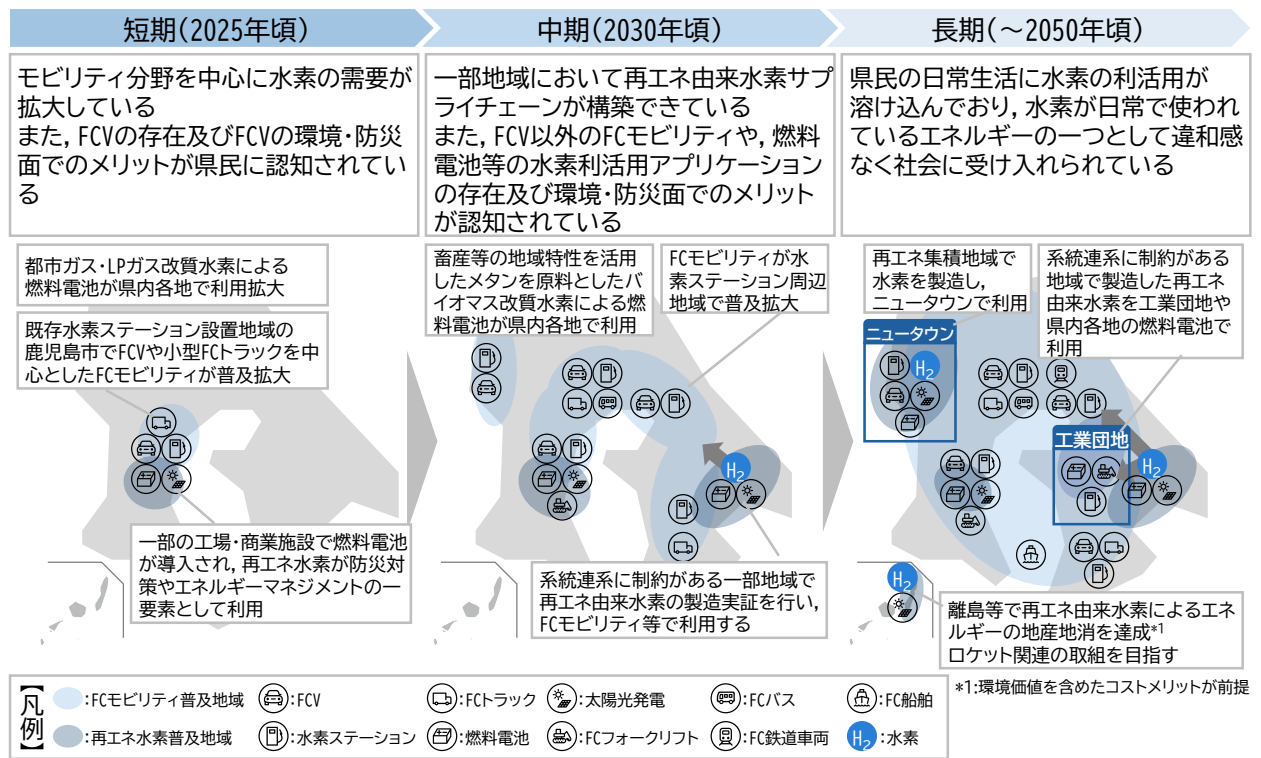 短期(2025年頃)
モビリティ分野を中心に水素の需要が
拡大している
また,FCVの存在及びFCVの環境・防災
面でのメリットが県民に認知されてい
る
都市ガス・LPガス改質水素による
燃料電池が県内各地で利用拡大
既存水素ステーション設置地域の
鹿児島市でFCVや小型FCトラックを中
心としたFCモビリティが普及拡大
一部の工場・商業施設で燃料電池
が導入され,再エネ水素が防災対
策やエネルギーマネジメントの一
要素として利用
中期(2030年頃)
一部地域において再エネ由来水素サプ
ライチェーンが構築できている
また,FCV以外のFCモビリティや,燃料
電池等の水素利活用アプリケーション
の存在及び環境・防災面でのメリット
が認知されている
畜産等の地域特性を活用
したメタンを原料としたバ
イオマス改質水素による燃
料電池が県内各地で利用
FCモビリティが水
素ステーション周辺
地域で普及拡大
H2
系統連系に制約がある一部地域で
再エネ由来水素の製造実証を行い,
FCモビリティ等で利用する
長期(～2050年頃)
県民の日常生活に水素の利活用が
溶け込んでおり,水素が日常で使われ
ているエネルギーの一つとして違和感
なく社会に受け入れられている
再エネ集積地域で
水素を製造し,
ニュータウンで利用
系統連系に制約がある
地域で製造した再エネ
由来水素を工業団地や
県内各地の燃料電池で
利用
ニュータウン
H2
工業団地
H2
H2
離島等で再エネ由来水素によるエネ
ルギーの地産地消を達成*1
ロケット関連の取組を目指す
*1:環境価値を含めたコストメリットが前提
【凡例】
:FCモビリティ普及地域
:FCV
:FCトラック
:太陽光発電
:FCバス
:FC船舶
:再エネ水素普及地域
:水素ステーション
:燃料電池
:FCフォークリフト
:FC鉄道車両
H2:水素